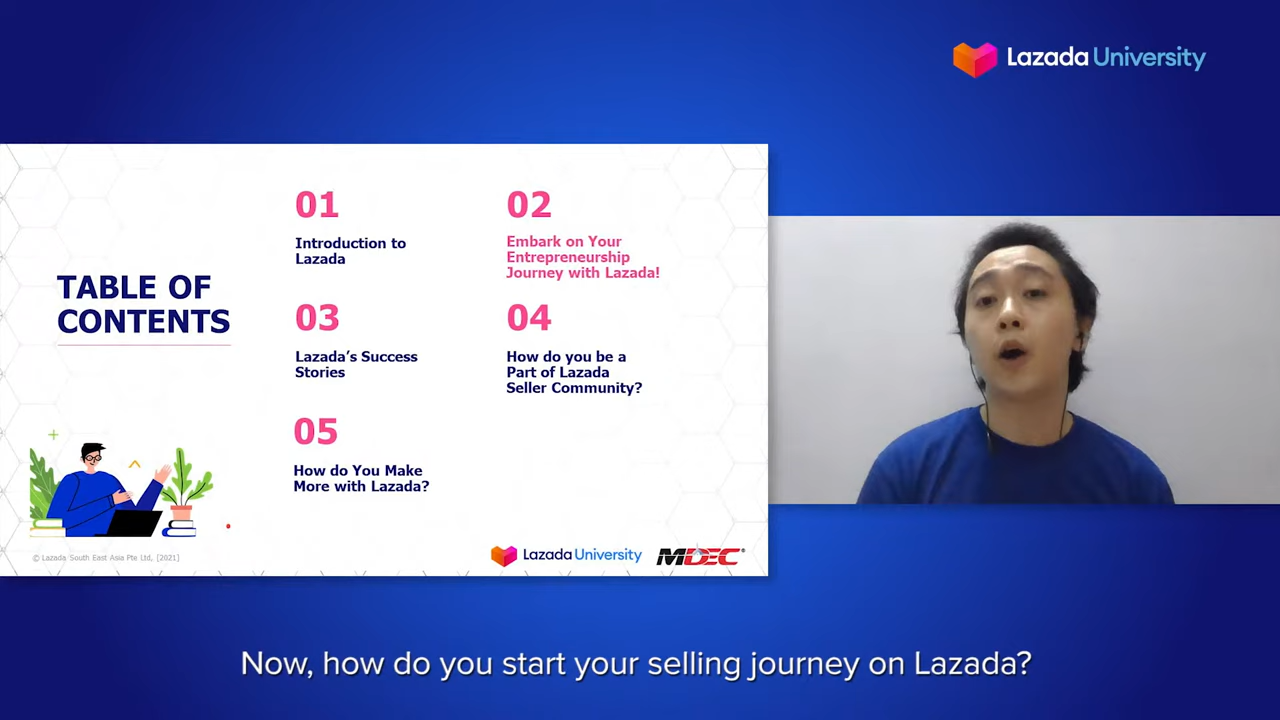 Lazada University
TABLE OF
CONTENTS
01
Introduction to
Lazada
02
Embark on Your
Entrepreneurship
Journey with Lazada!
03
Lazada's Success
Stories
04
How do you be a
Part of Lazada
Seller Community?
05
How do You Make
More with Lazada?
© Lazada South East Asia Pte Ltd, [2021]
Lazada University
MDEC®
Now, how do you start your selling journey on Lazada?